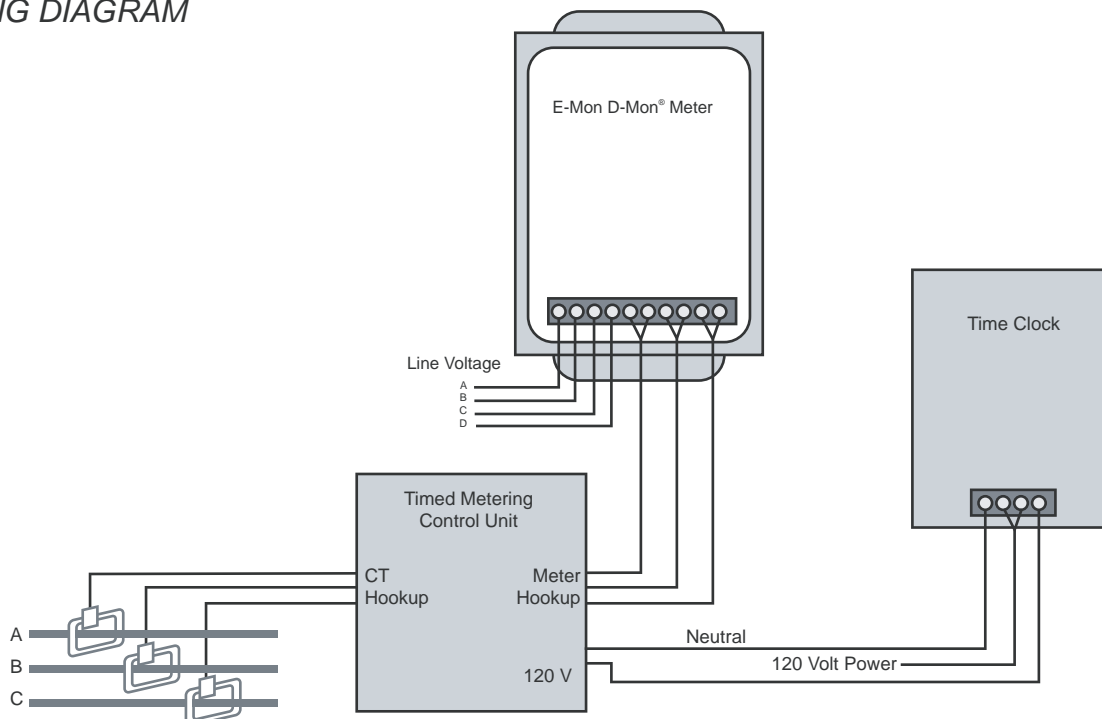 DIAGRAM
E-Mon D-Mon® Meter
Time Clock
Line Voltage
A
B
C
D
Timed Metering
Control Unit
CT
Hookup
Meter
Hookup
A
B
C
Neutral
120 Volt Power
120 V